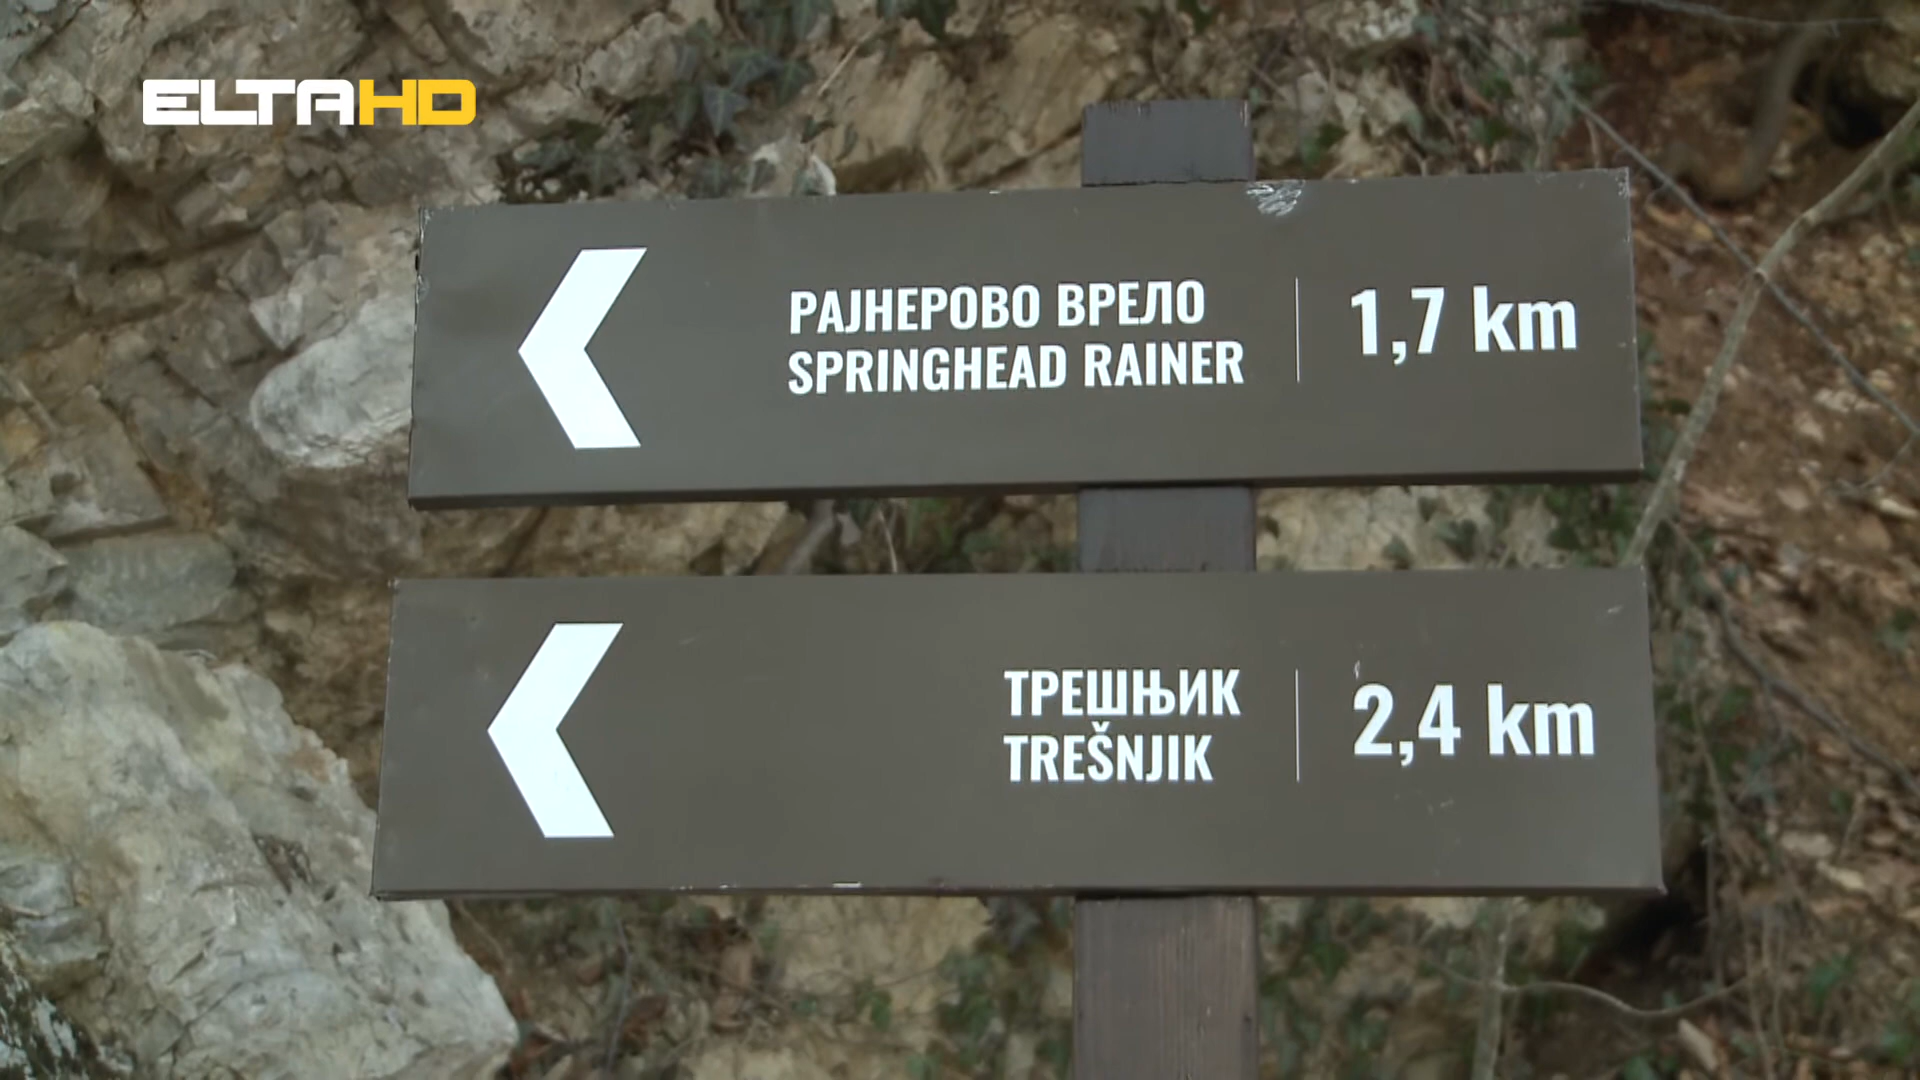 ELTAHD
РАЈНЕРОВО ВРЕЛО
SPRINGHEAD RAINER
1,7 km
ТРЕШЊИК
TREŠNJIK
2,4 km